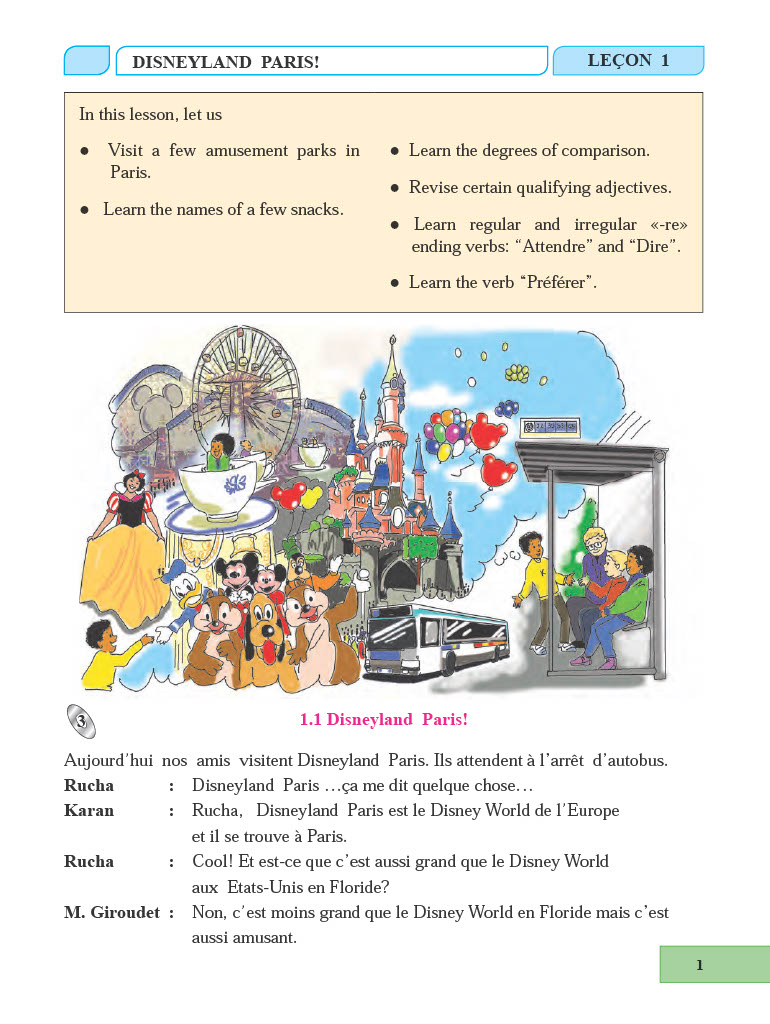 DISNEYLAND PARIS!
LEÇON 1
In this lesson, let us
● Visit a few amusement parks in
Paris.
● Learn the names of a few snacks.
● Learn the degrees of comparison.
● Revise certain qualifying adjectives.
● Learn regular and irregular «-re»
ending verbs: “Attendre” and “Dire”.
● Learn the verb “Préférer”.
3
1.1 Disneyland Paris!
Aujourd’hui nos amis visitent Disneyland Paris. Ils attendent à l’arrêt d’autobus.
Rucha : Disneyland Paris …ça me dit quelque chose…
Karan : Rucha, Disneyland Paris est le Disney World de l’Europe
et il se trouve à Paris.
Rucha : Cool! Et est-ce que c’est aussi grand que le Disney World
aux Etats-Unis en Floride?
M. Giroudet : Non, c’est moins grand que le Disney World en Floride mais c’est
aussi amusant.
1